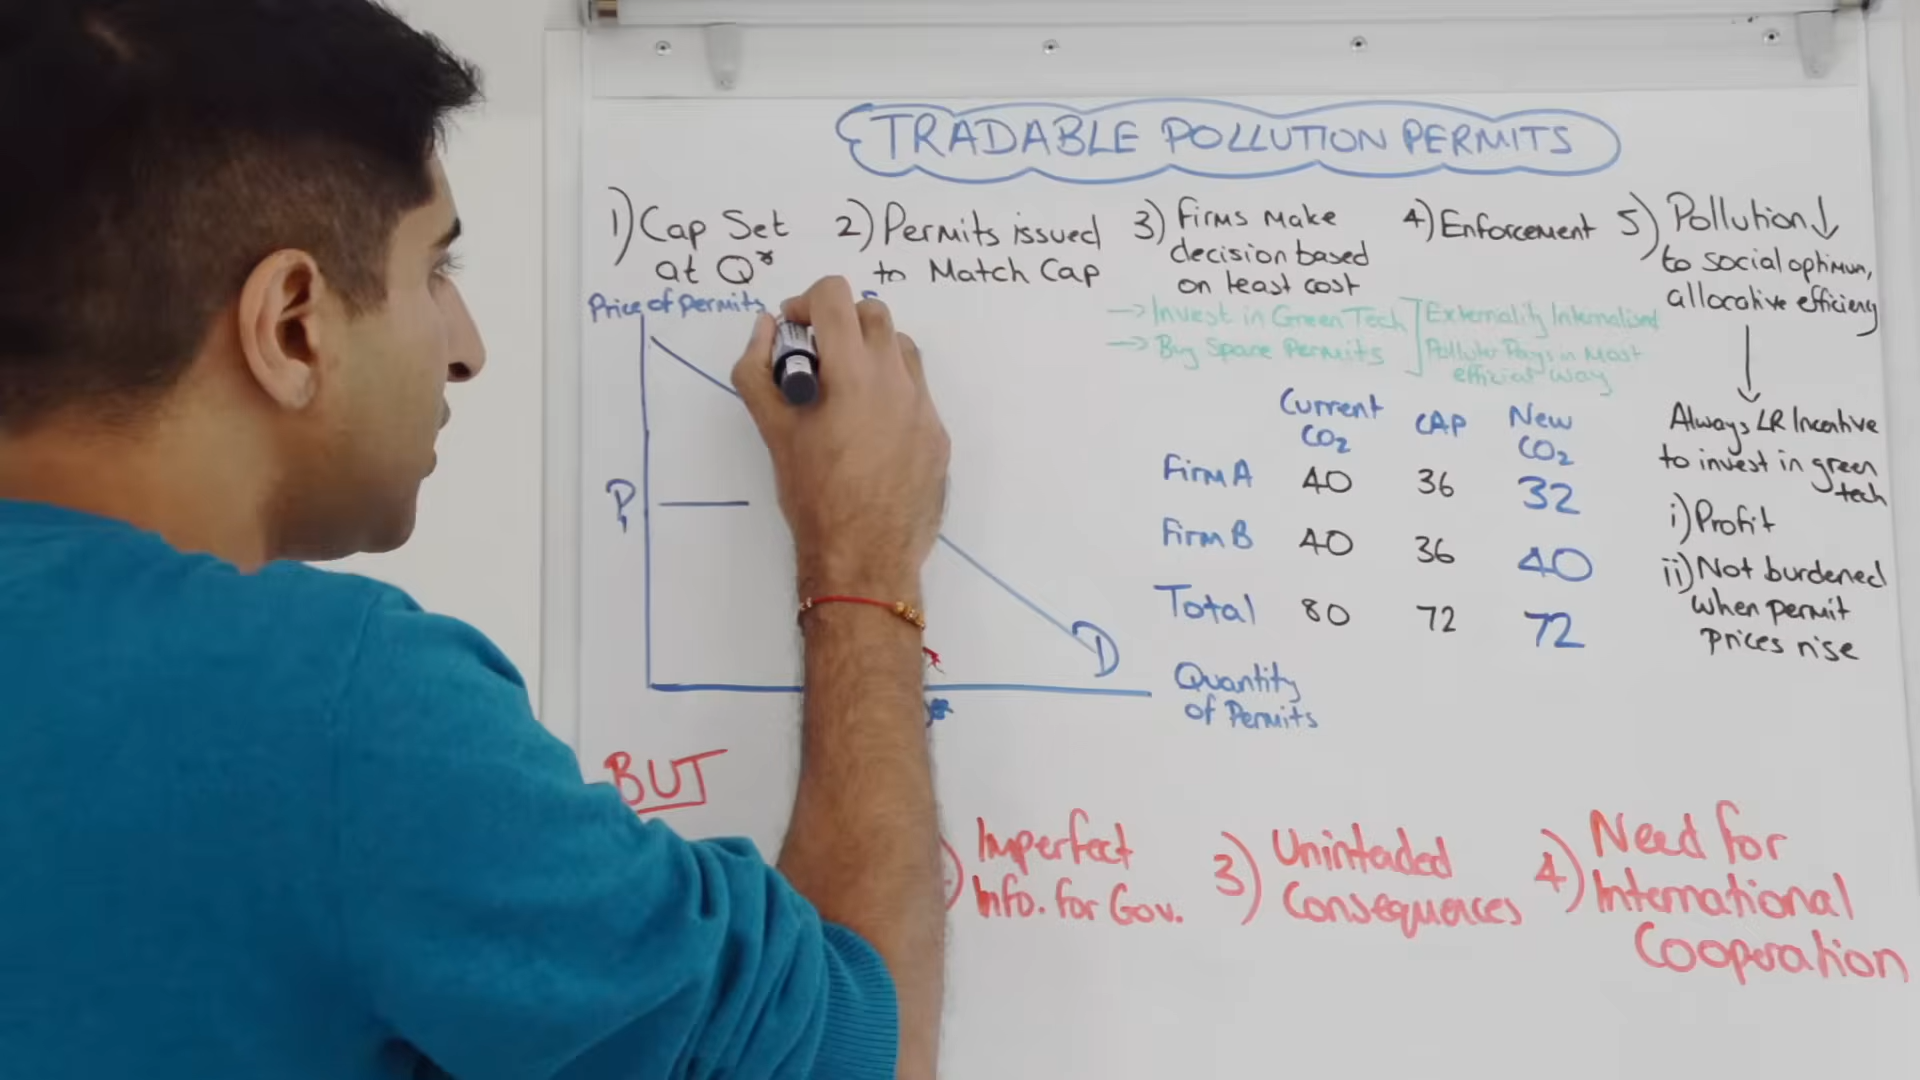 TRADABLE POLLUTION PERMITS
1) Cap Set
at Q*
2) Permits issued
to Match Cap
3) Firms make
decision based
on least cost
→ Invest in Green Tech
→ Buy Spare Permits
Externality Internalised
Polluter Pays in Most
efficient way
4) Enforcement
5) Pollution ↓
to social optimum,
allocative efficiency
Always LR Incentive
to invest in green
tech
i) Profit
ii) Not burdened
when permit
prices rise
Price of permits
P1
D
Quantity
of Permits
Current CO2 CAP New CO2
Firm A 40 36 32
Firm B 40 36 40
Total 80 72 72
BUT
Imperfect
Info. for Gov.
3) Unintended
Consequences
4) Need for
International
Cooperation